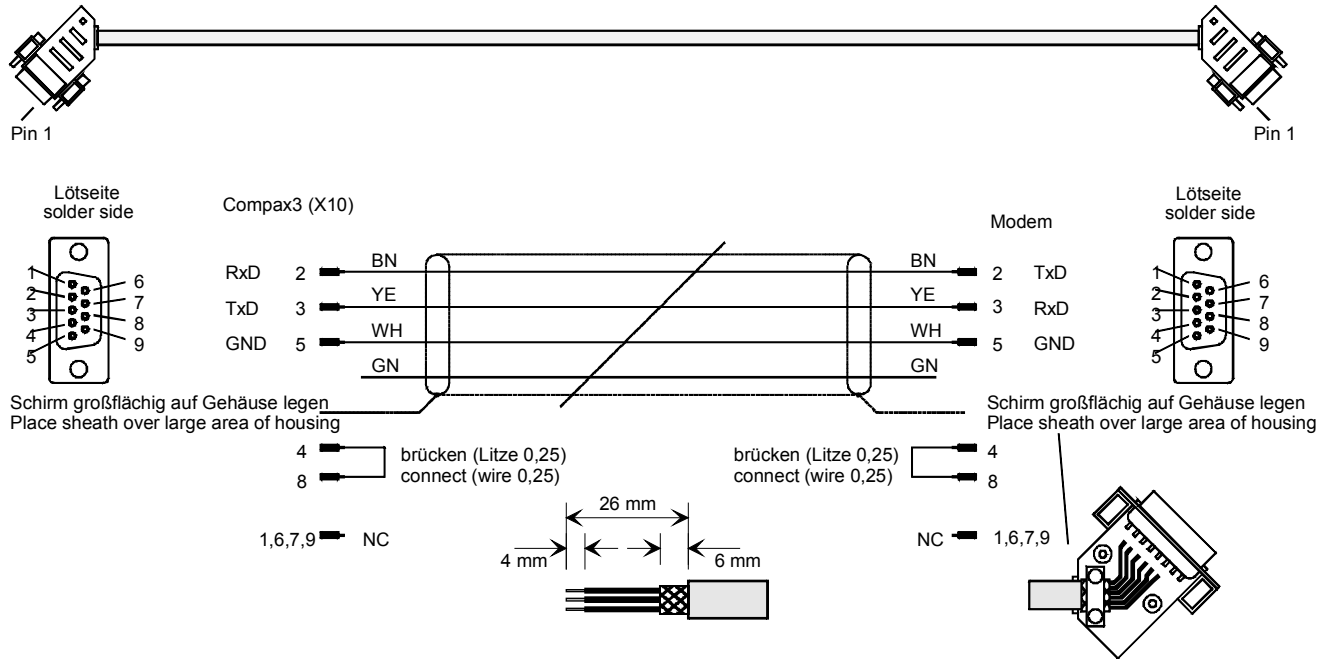 Pin 1
Pin 1
Lötseite
solder side
Compax3 (X10)
Modem
Lötseite
solder side
1
2
3
4
5
6
7
8
9
RxD 2 BN BN 2 TxD
TxD 3 YE YE 3 RxD
GND 5 WH WH 5 GND
GN GN
1
2
3
4
5
6
7
8
9
Schirm großflächig auf Gehäuse legen
Place sheath over large area of housing
Schirm großflächig auf Gehäuse legen
Place sheath over large area of housing
4
8
brücken (Litze 0,25)
connect (wire 0,25)
brücken (Litze 0,25)
connect (wire 0,25)
4
8
26 mm
1,6,7,9 NC
4 mm
6 mm
NC 1,6,7,9